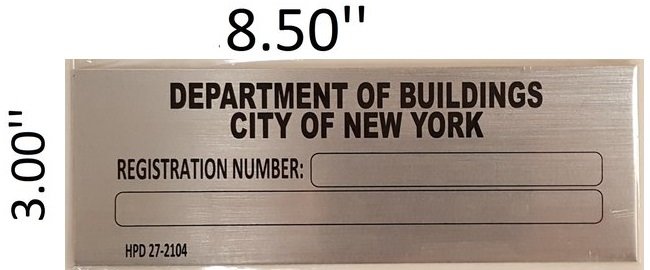 8.50''
3.00''
DEPARTMENT OF BUILDINGS
CITY OF NEW YORK
REGISTRATION NUMBER:
HPD 27-2104